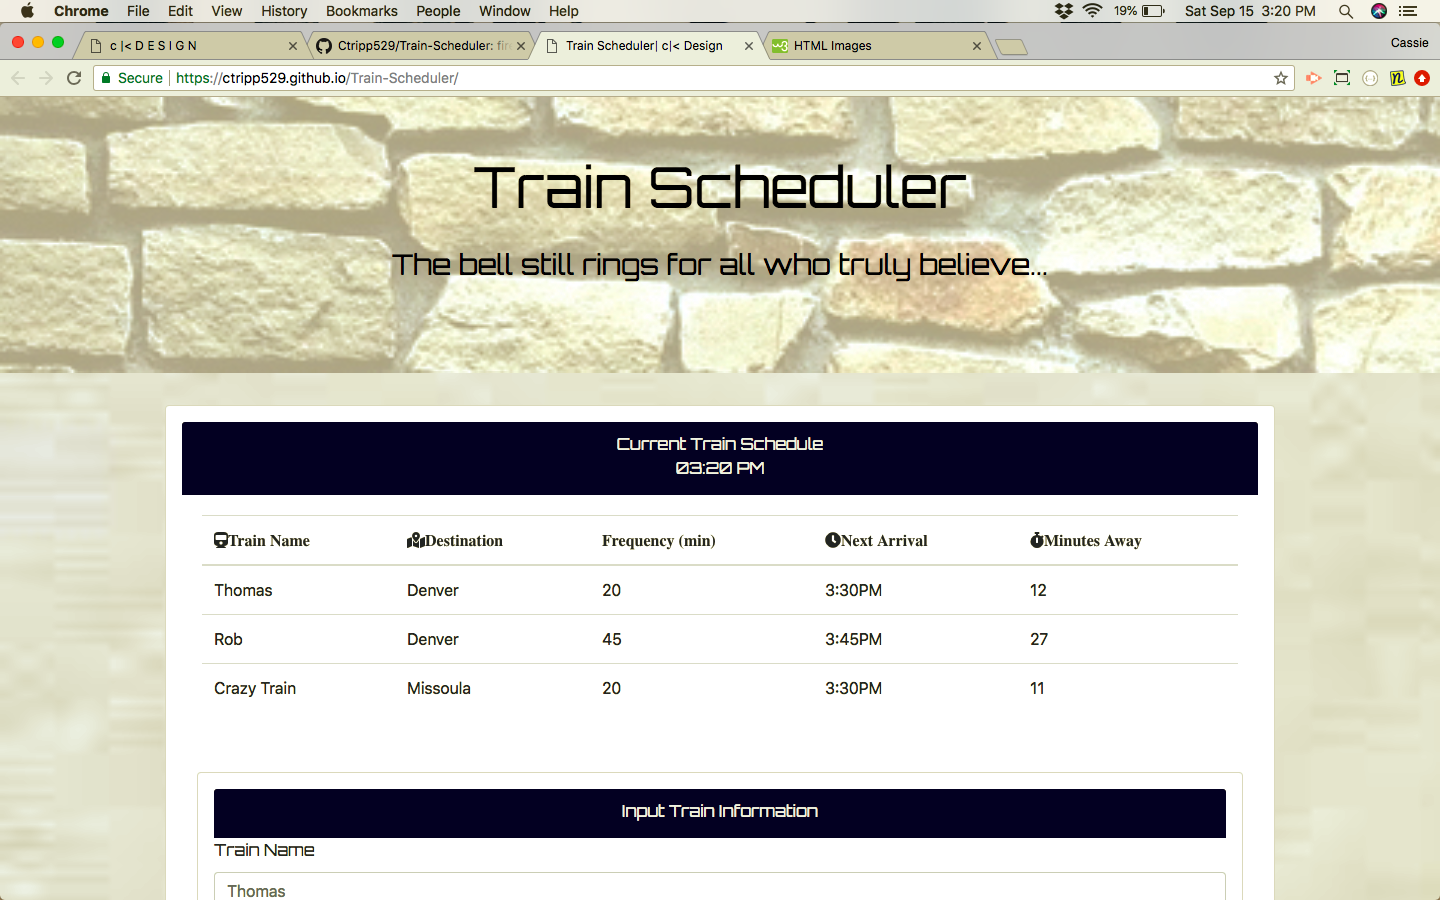 Chrome File Edit View History Bookmarks People Window Help 19% Sat Sep 15 3:20 PM
c |< D E S I G N Ctripp529/Train-Scheduler: fir Train Scheduler| c|< Design HTML Images Cassie
Secure https://ctripp529.github.io/Train-Scheduler/
Train Scheduler
The bell still rings for all who truly believe...
Current Train Schedule
03:20 PM
Train Name Destination Frequency (min) Next Arrival Minutes Away
Thomas Denver 20 3:30PM 12
Rob Denver 45 3:45PM 27
Crazy Train Missoula 20 3:30PM 11
Input Train Information
Train Name
Thomas